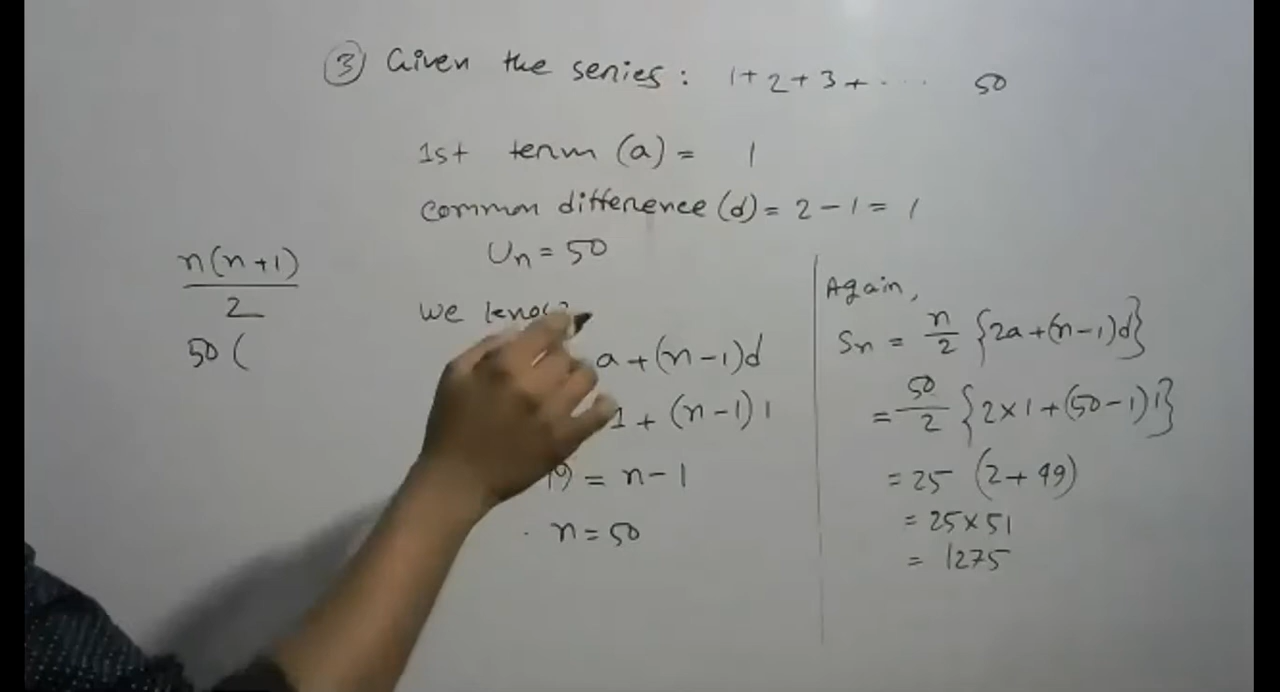 ③ Given the series: 1+2+3+.... 50
1st term (a) = 1
common difference (d) = 2-1 = 1
Un = 50
n(n+1)
2
50 (
we
a+(n-1)d
1+(n-1)1
= n-1
n = 50
Again,
Sn = n/2 {2a+(n-1)d}
= 50/2 {2×1+(50-1)1}
= 25 (2+49)
= 25×51
= 1275